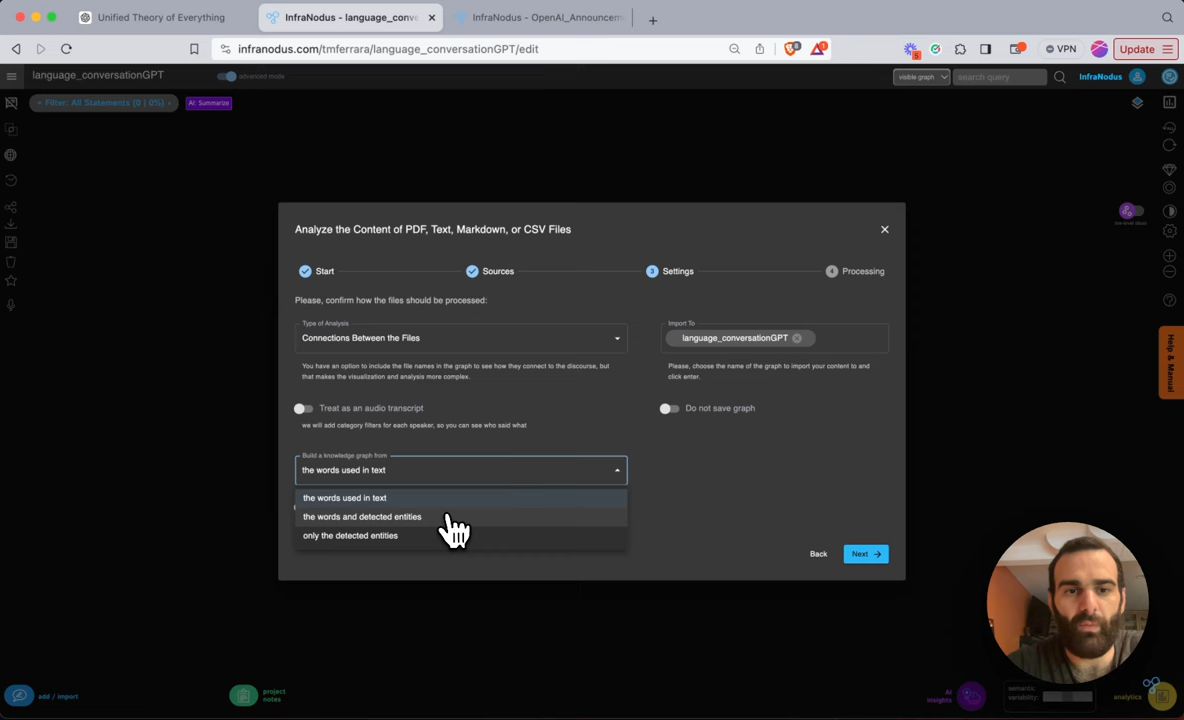 Unified Theory of Everything
InfraNodus - language_conve
InfraNodus - OpenAI_Announcem
infranodus.com/tmferrara/language_conversationGPT/edit
VPN
Update
language_conversationGPT
advanced mode
visible graph
search query
InfraNodus
Filter: All Statements [0 | 0%]
AI: Summarize
Analyze the Content of PDF, Text, Markdown, or CSV Files
Start
Sources
3 Settings
4 Processing
Please, confirm how the files should be processed:
Type of Analysis
Connections Between the Files
Import To
language_conversationGPT
You have an option to include the file names in the graph to see how they connect to the discourse, but
that makes the visualization and analysis more complex.
Please, choose the name of the graph to import your content to and
click enter.
Treat as an audio transcript
Do not save graph
we will add category filters for each speaker, so you can see who said what
Build a knowledge graph from
the words used in text
the words used in text
the words and detected entities
only the detected entities
Back
Next
Help & Manual
add / import
project
notes
AI
insights
semantic
variability:
analytics